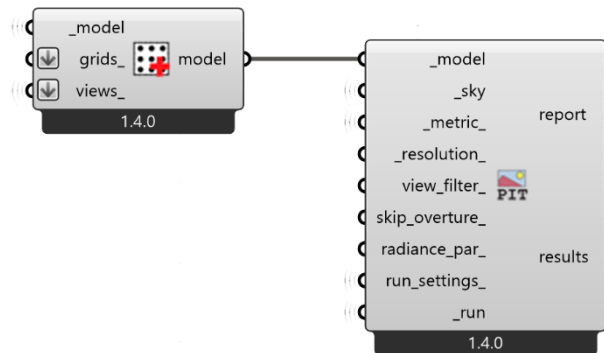 _model
grids_
views_
model
1.4.0
_model
_sky
_metric_
_resolution_
view_filter_
skip_overture_
radiance_par_
run_settings_
_run
report
PIT
results
1.4.0